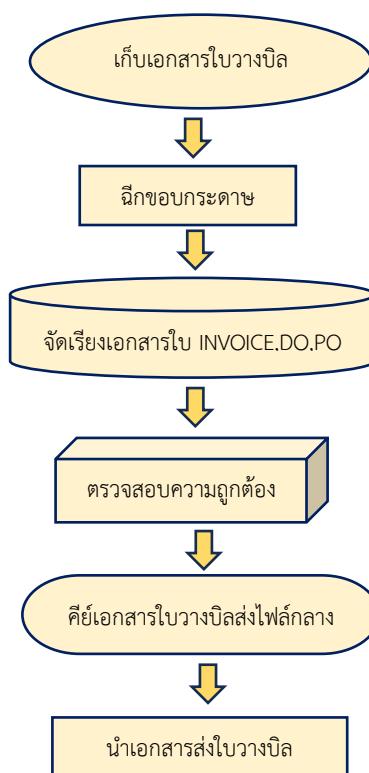 เก็บเอกสารใบวางบิล
ฉีกขอบกระดาษ
จัดเรียงเอกสารใบ INVOICE,DO,PO
ตรวจสอบความถูกต้อง
คีย์เอกสารใบวางบิลส่งไฟล์กลาง
นำเอกสารส่งใบวางบิล